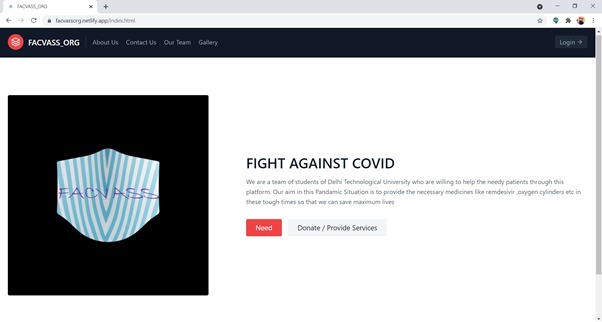 FACVASS_ORG
facvassorg.netlify.app/index.html
FACVASS_ORG
About Us
Contact Us
Our Team
Gallery
Login →
FACVASS
FIGHT AGAINST COVID
We are a team of students of Delhi Technological University who are willing to help the needy patients through this
platform. Our aim in this Pandamic Situation is to provide the necessary medicines like remdesivir ,oxygen cylinders etc in
these tough times so that we can save maximum lives
Need
Donate / Provide Services